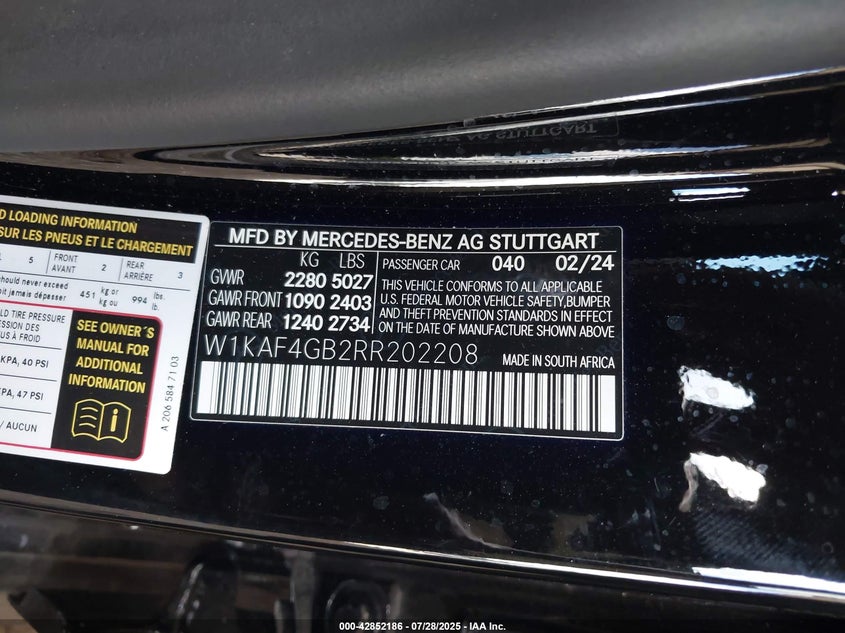 D LOADING INFORMATION
SUR LES PNEUS ET LE CHARGEMENT
5 FRONT AVANT 2 REAR ARRIÈRE 3
hould never exceed
it jamais dépasser 451 kg or kg ou 994 lbs. lb.
LD TIRE PRESSURE
ESSION DES
S À FROID
KPA, 40 PSI
PA, 47 PSI
/ AUCUN
SEE OWNER´S
MANUAL FOR
ADDITIONAL
INFORMATION
A 206 584 71 03
MFD BY MERCEDES-BENZ AG STUTTGART
KG LBS
GWR 2280 5027
GAWR FRONT 1090 2403
GAWR REAR 1240 2734
PASSENGER CAR 040 02/24
THIS VEHICLE CONFORMS TO ALL APPLICABLE
U.S. FEDERAL MOTOR VEHICLE SAFETY,BUMPER
AND THEFT PREVENTION STANDARDS IN EFFECT
ON THE DATE OF MANUFACTURE SHOWN ABOVE
W1KAF4GB2RR202208 MADE IN SOUTH AFRICA
000-42852186 - 07/28/2025 - IAA Inc.